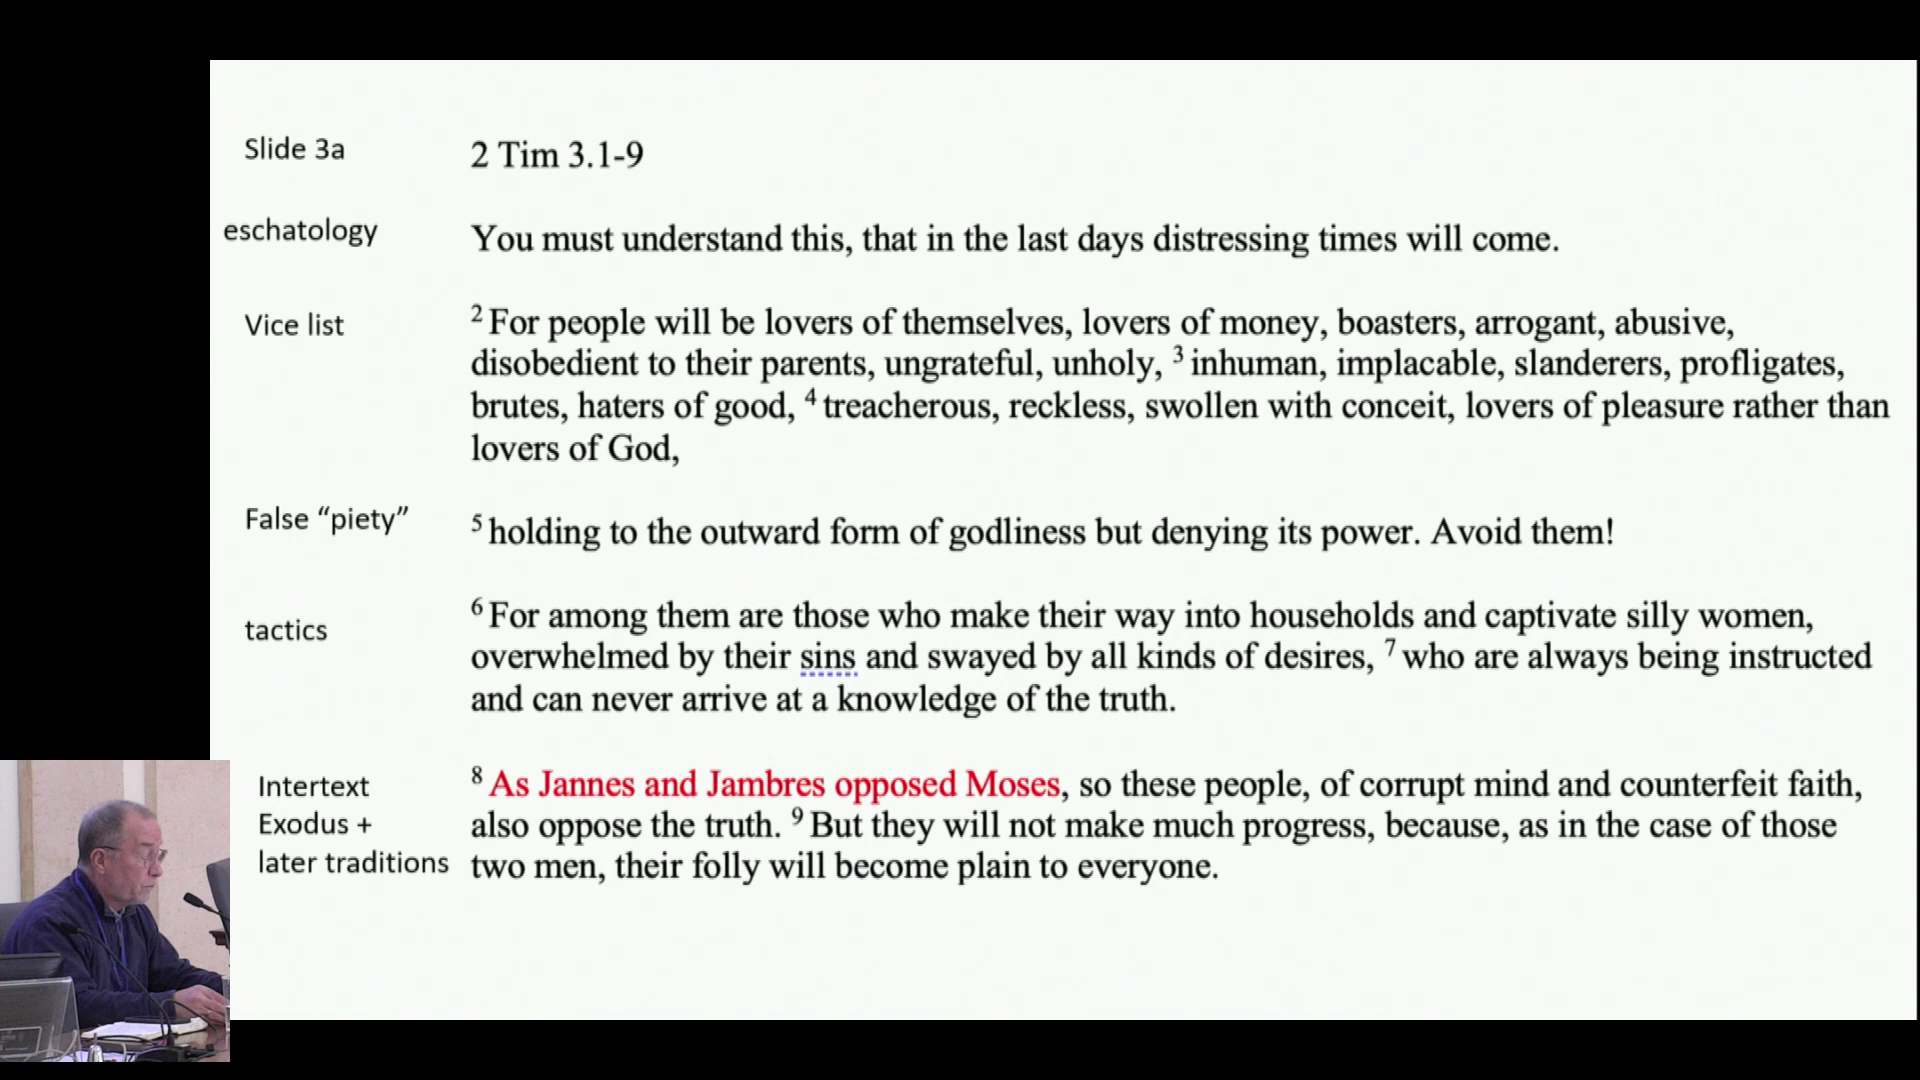 Slide 3a
2 Tim 3.1-9
eschatology
You must understand this, that in the last days distressing times will come.
Vice list
2 For people will be lovers of themselves, lovers of money, boasters, arrogant, abusive,
disobedient to their parents, ungrateful, unholy, 3 inhuman, implacable, slanderers, profligates,
brutes, haters of good, 4 treacherous, reckless, swollen with conceit, lovers of pleasure rather than
lovers of God,
False “piety”
5 holding to the outward form of godliness but denying its power. Avoid them!
tactics
6 For among them are those who make their way into households and captivate silly women,
overwhelmed by their sins and swayed by all kinds of desires, 7 who are always being instructed
and can never arrive at a knowledge of the truth.
Intertext
Exodus +
later traditions
8 As Jannes and Jambres opposed Moses, so these people, of corrupt mind and counterfeit faith,
also oppose the truth. 9 But they will not make much progress, because, as in the case of those
two men, their folly will become plain to everyone.